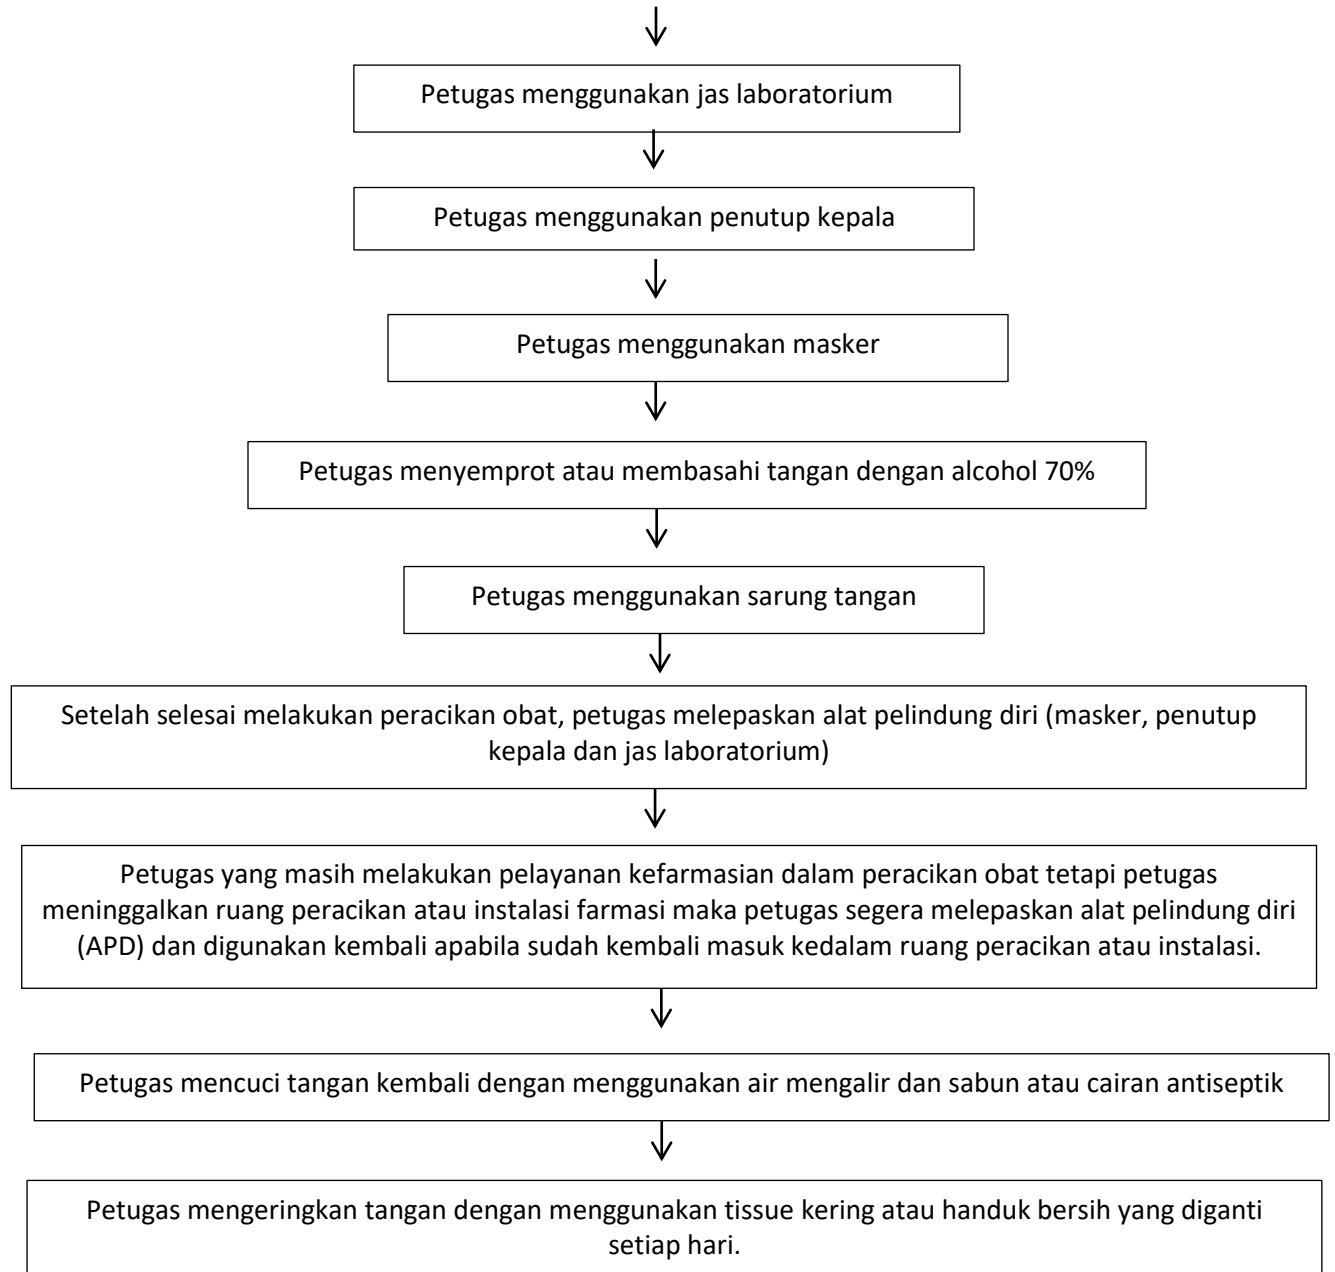 Petugas menggunakan jas laboratorium
Petugas menggunakan penutup kepala
Petugas menggunakan masker
Petugas menyemprot atau membasahi tangan dengan alcohol 70%
Petugas menggunakan sarung tangan
Setelah selesai melakukan peracikan obat, petugas melepaskan alat pelindung diri (masker, penutup
kepala dan jas laboratorium)
Petugas yang masih melakukan pelayanan kefarmasian dalam peracikan obat tetapi petugas
meninggalkan ruang peracikan atau instalasi farmasi maka petugas segera melepaskan alat pelindung diri
(APD) dan digunakan kembali apabila sudah kembali masuk kedalam ruang peracikan atau instalasi.
Petugas mencuci tangan kembali dengan menggunakan air mengalir dan sabun atau cairan antiseptik
Petugas mengeringkan tangan dengan menggunakan tissue kering atau handuk bersih yang diganti
setiap hari.